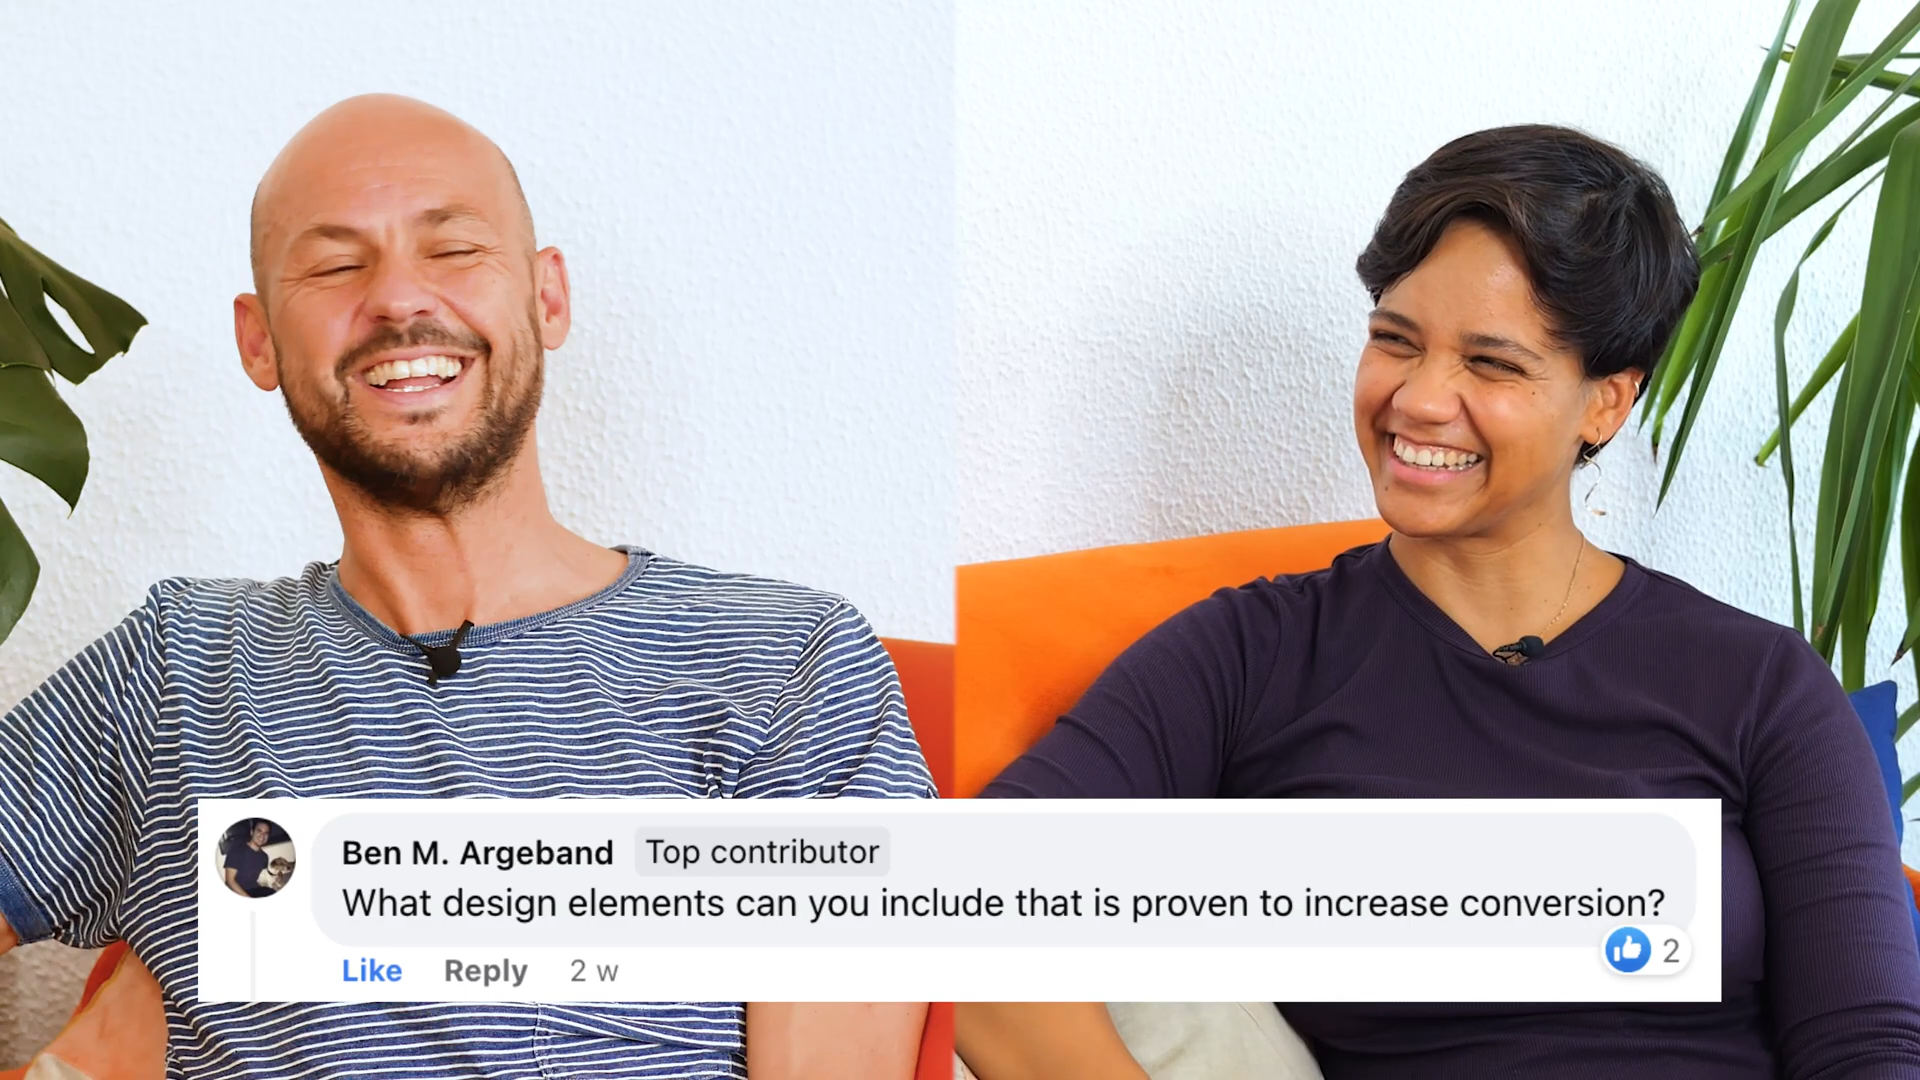 Ben M. Argeband Top contributor
What design elements can you include that is proven to increase conversion?
Like Reply 2 w
2